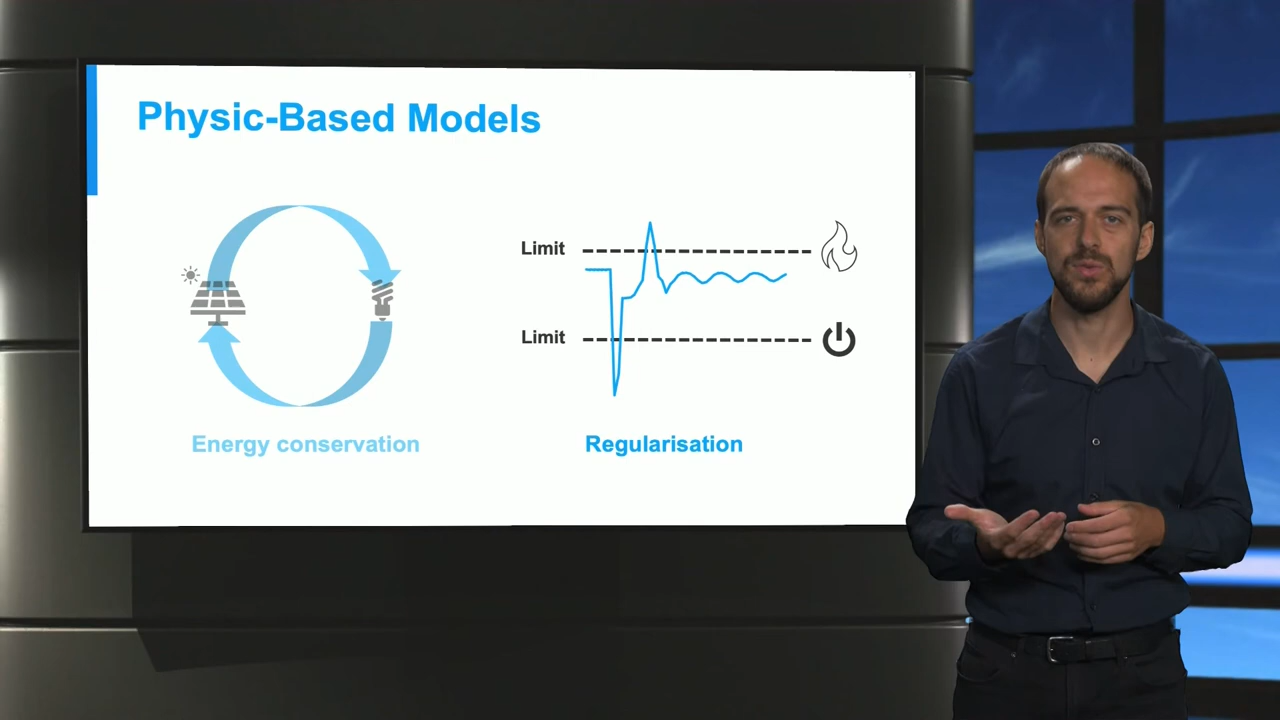 Physic-Based Models
Limit
Limit
Energy conservation
Regularisation